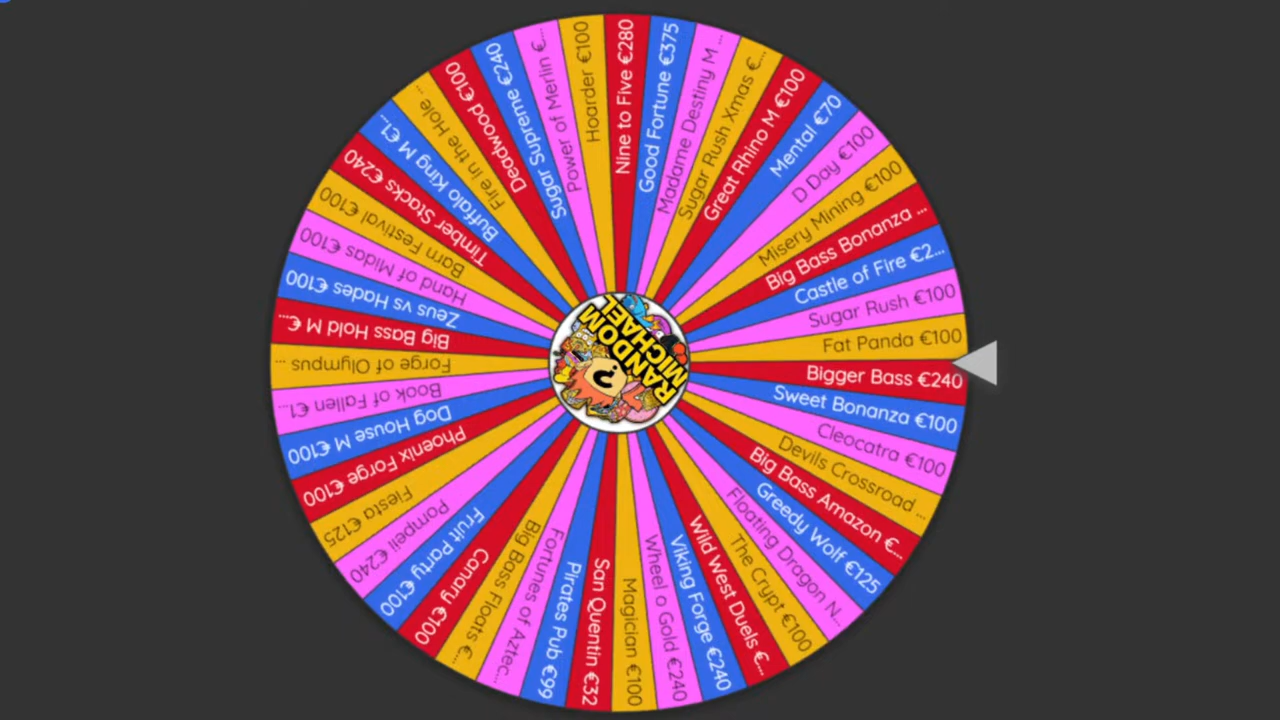 Nine to Five €280
Good Fortune €375
Madame Destiny M ...
Sugar Rush Xmas €...
Great Rhino M €100
Mental €70
D Day €100
Misery Mining €100
Big Bass Bonanza ...
Castle of Fire €2...
Sugar Rush €100
Fat Panda €100
Bigger Bass €240
Sweet Bonanza €100
Cleocatra €100
Devils Crossroad ...
Big Bass Amazon €...
Greedy Wolf €125
Floating Dragon N...
The Crypt €100
Wild West Duels €...
Viking Forge €240
Wheel o Gold €240
Magician €100
San Quentin €32
Pirates Pub €99
Fortunes of Aztec...
Big Bass Floats €...
Canary €100
Fruit Party €100
Pompeii €240
Fiesta €125
Phoenix Forge €100
Dog House M €100
Book of Fallen €1...
Forge of Olympus ...
Big Bass Hold M €...
Zeus vs Hades €100
Hand of Midas €100
Barn Festival €100
Timber Stacks €240
Buffalo King M €1...
Fire in the Hole ...
Deadwood €100
Sugar Supreme €240
Power of Merlin €...
Hoarder €100
RANDOM
MICHAEL